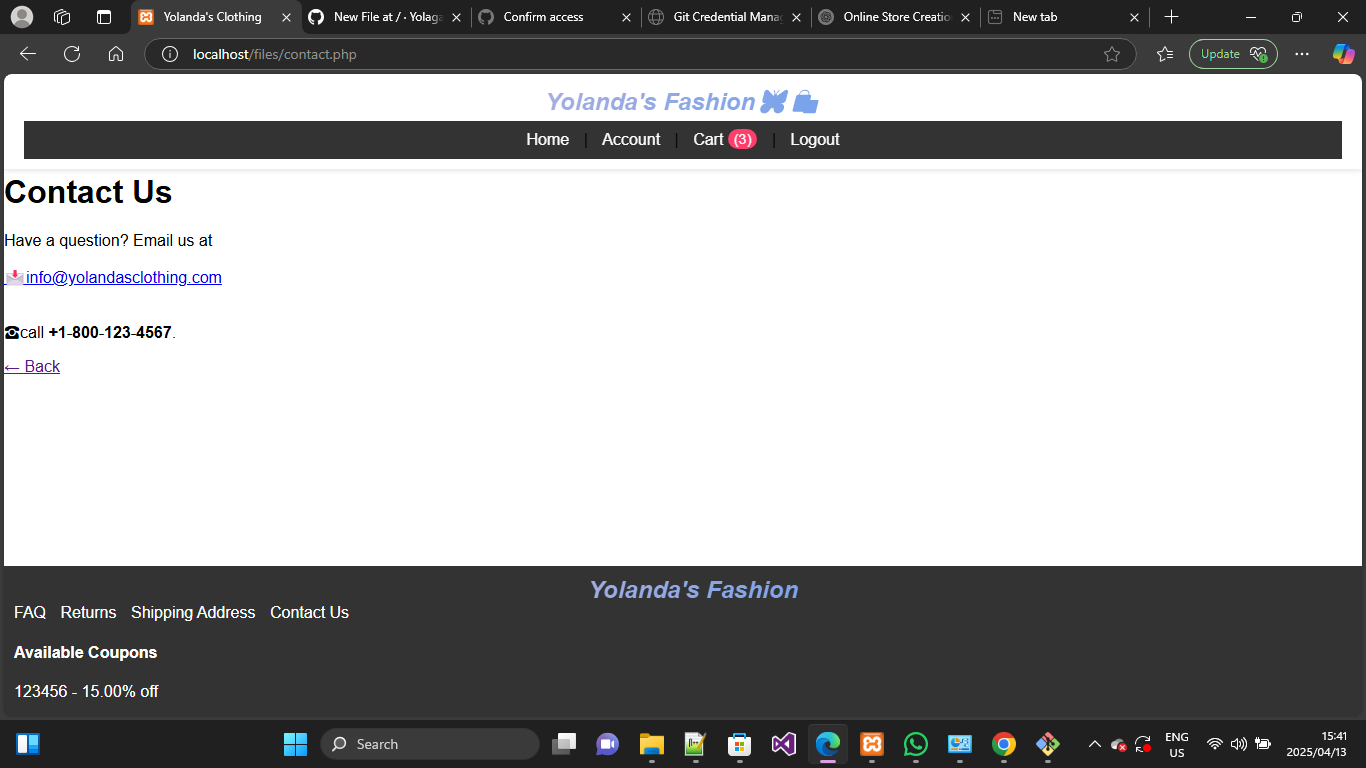 Yolanda's Clothing
New File at / · Yolaga
Confirm access
Git Credential Mana
Online Store Creatio
New tab
localhost/files/contact.php
Update
Yolanda's Fashion
Home | Account | Cart (3) | Logout
Contact Us
Have a question? Email us at
info@yolandasclothing.com
☎call +1-800-123-4567.
← Back
Yolanda's Fashion
FAQ Returns Shipping Address Contact Us
Available Coupons
123456 - 15.00% off
Search
ENG
US
15:41
2025/04/13